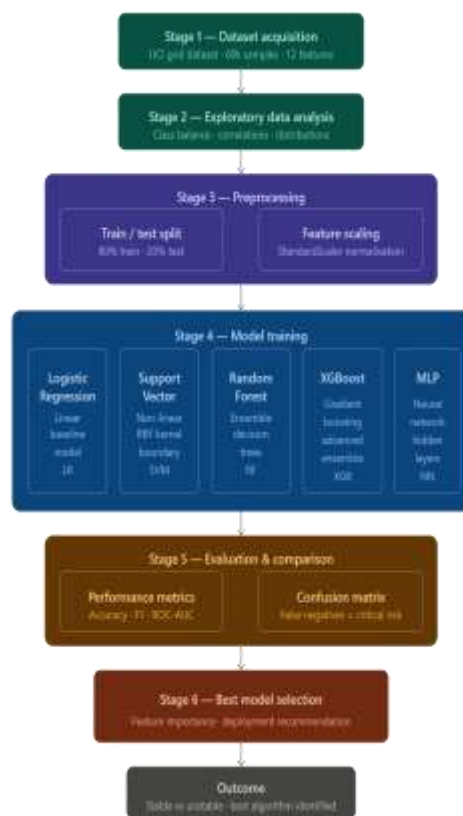 Stage 1 — Dataset acquisition
UCI grid dataset · 60k samples · 12 features
Stage 2 — Exploratory data analysis
Class balance · correlations · distributions
Stage 3 — Preprocessing
Train / test split
80% train · 20% test
Feature scaling
StandardScaler normalisation
Stage 4 — Model training
Logistic
Regression
Linear
baseline
model
LR
Support
Vector
Non-linear
RBF kernel
boundary
SVM
Random
Forest
Ensemble
decision
trees
RF
XGBoost
Gradient
boosting
advanced
ensemble
XGB
MLP
Neural
network
hidden
layers
NN
Stage 5 — Evaluation & comparison
Performance metrics
Accuracy · F1 · ROC-AUC
Confusion matrix
False negatives = critical risk
Stage 6 — Best model selection
Feature importance · deployment recommendation
Outcome
Stable vs unstable · best algorithm identified